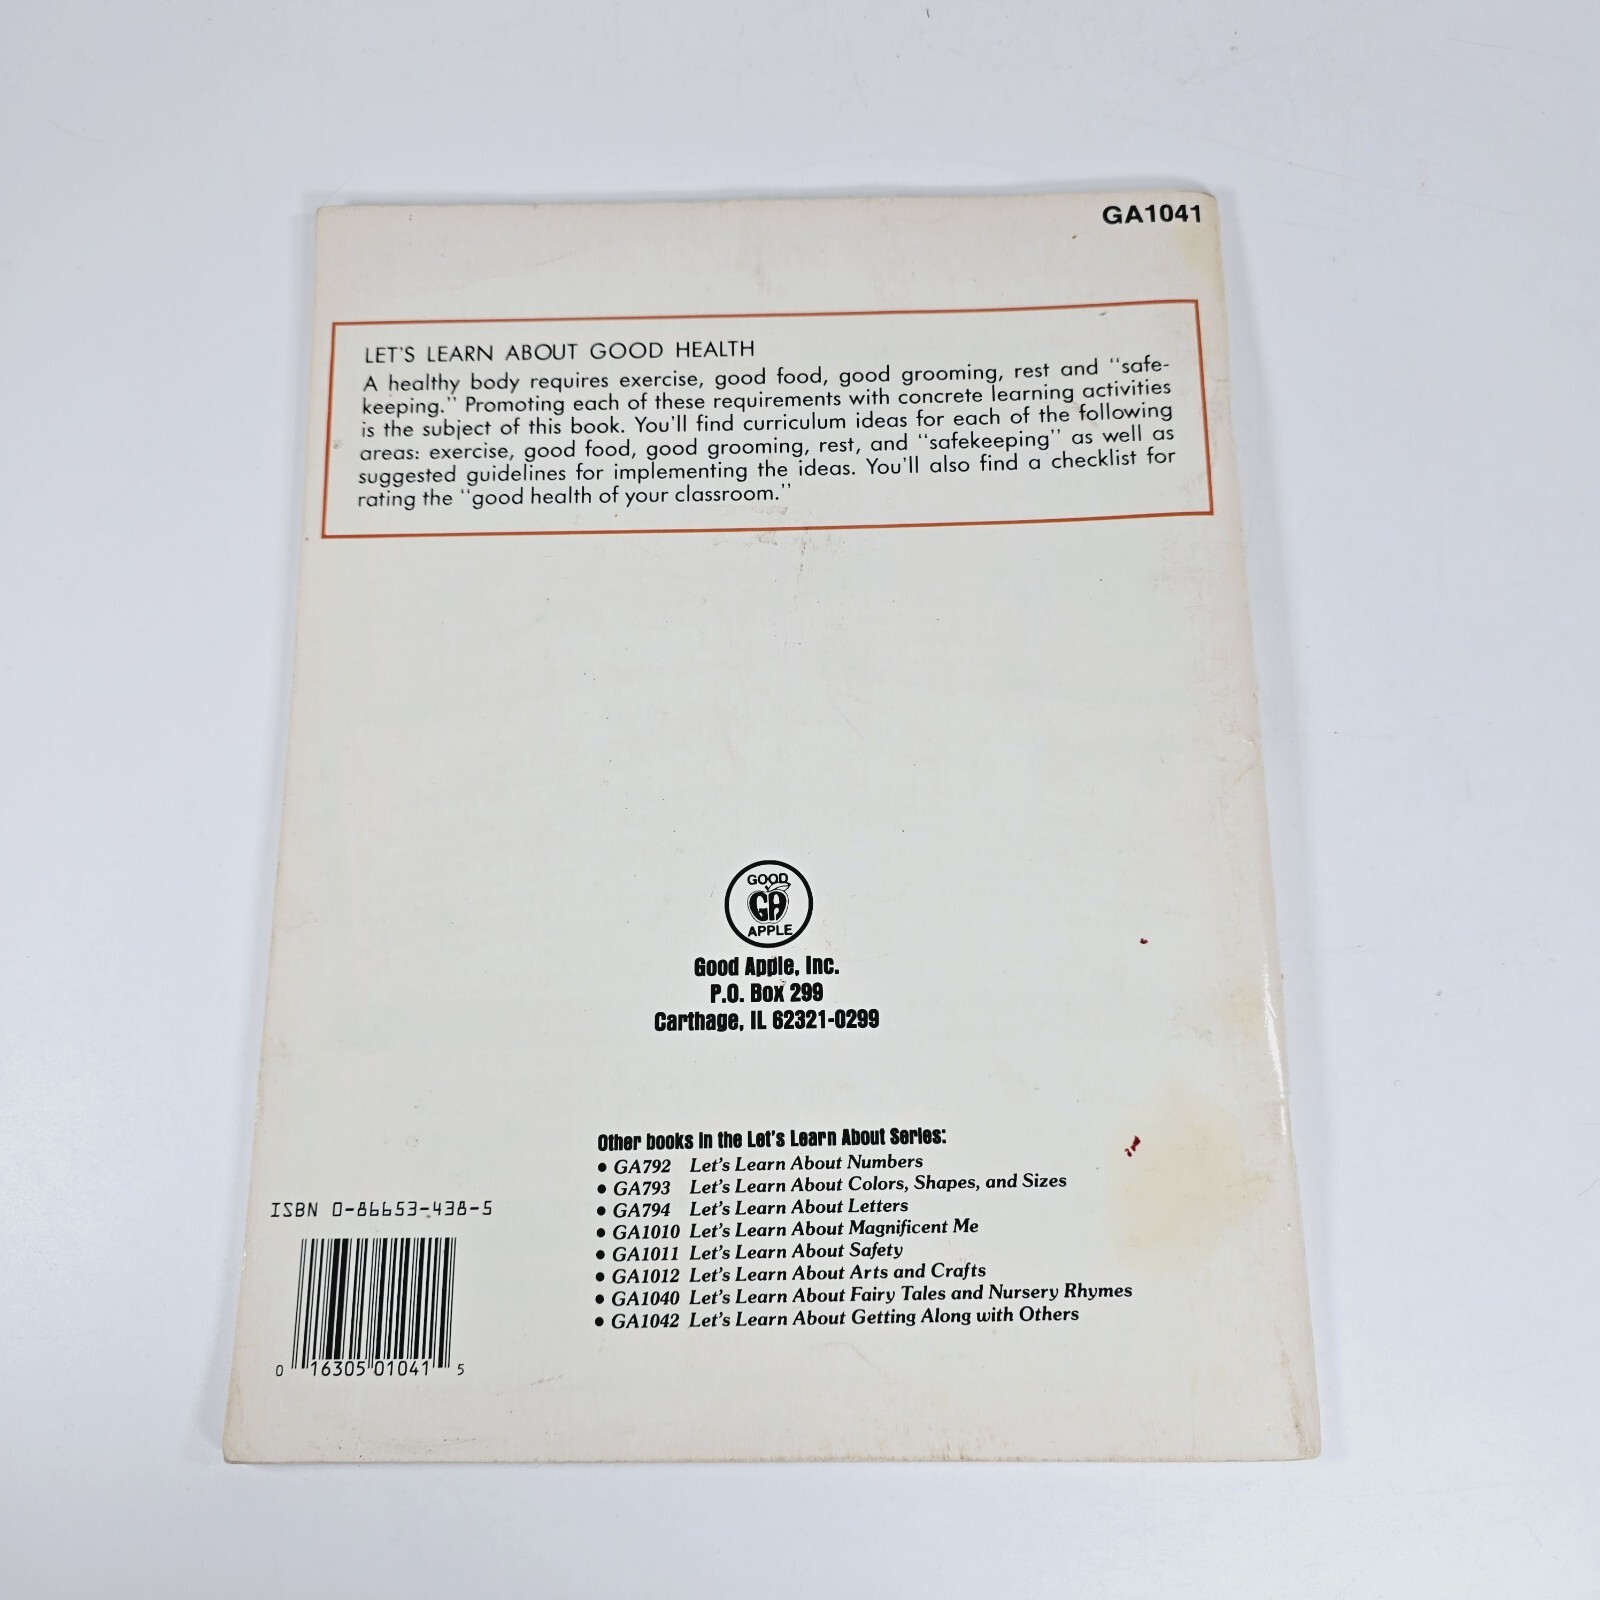 GA1041
LET'S LEARN ABOUT GOOD HEALTH
A healthy body requires exercise, good food, good grooming, rest and "safe-
keeping." Promoting each of these requirements with concrete learning activities
is the subject of this book. You'll find curriculum ideas for each of the following
areas: exercise, good food, good grooming, rest, and "safekeeping" as well as
suggested guidelines for implementing the ideas. You'll also find a checklist for
rating the "good health of your classroom."
GOOD
GA
APPLE
Good Apple, Inc.
P.O. Box 299
Carthage, IL 62321-0299
Other books in the Let's Learn About Series:
• GA792 Let's Learn About Numbers
• GA793 Let's Learn About Colors, Shapes, and Sizes
• GA794 Let's Learn About Letters
• GA1010 Let's Learn About Magnificent Me
• GA1011 Let's Learn About Safety
• GA1012 Let's Learn About Arts and Crafts
• GA1040 Let's Learn About Fairy Tales and Nursery Rhymes
• GA1042 Let's Learn About Getting Along with Others
ISBN 0-86653-438-5
0 16305 01041 5